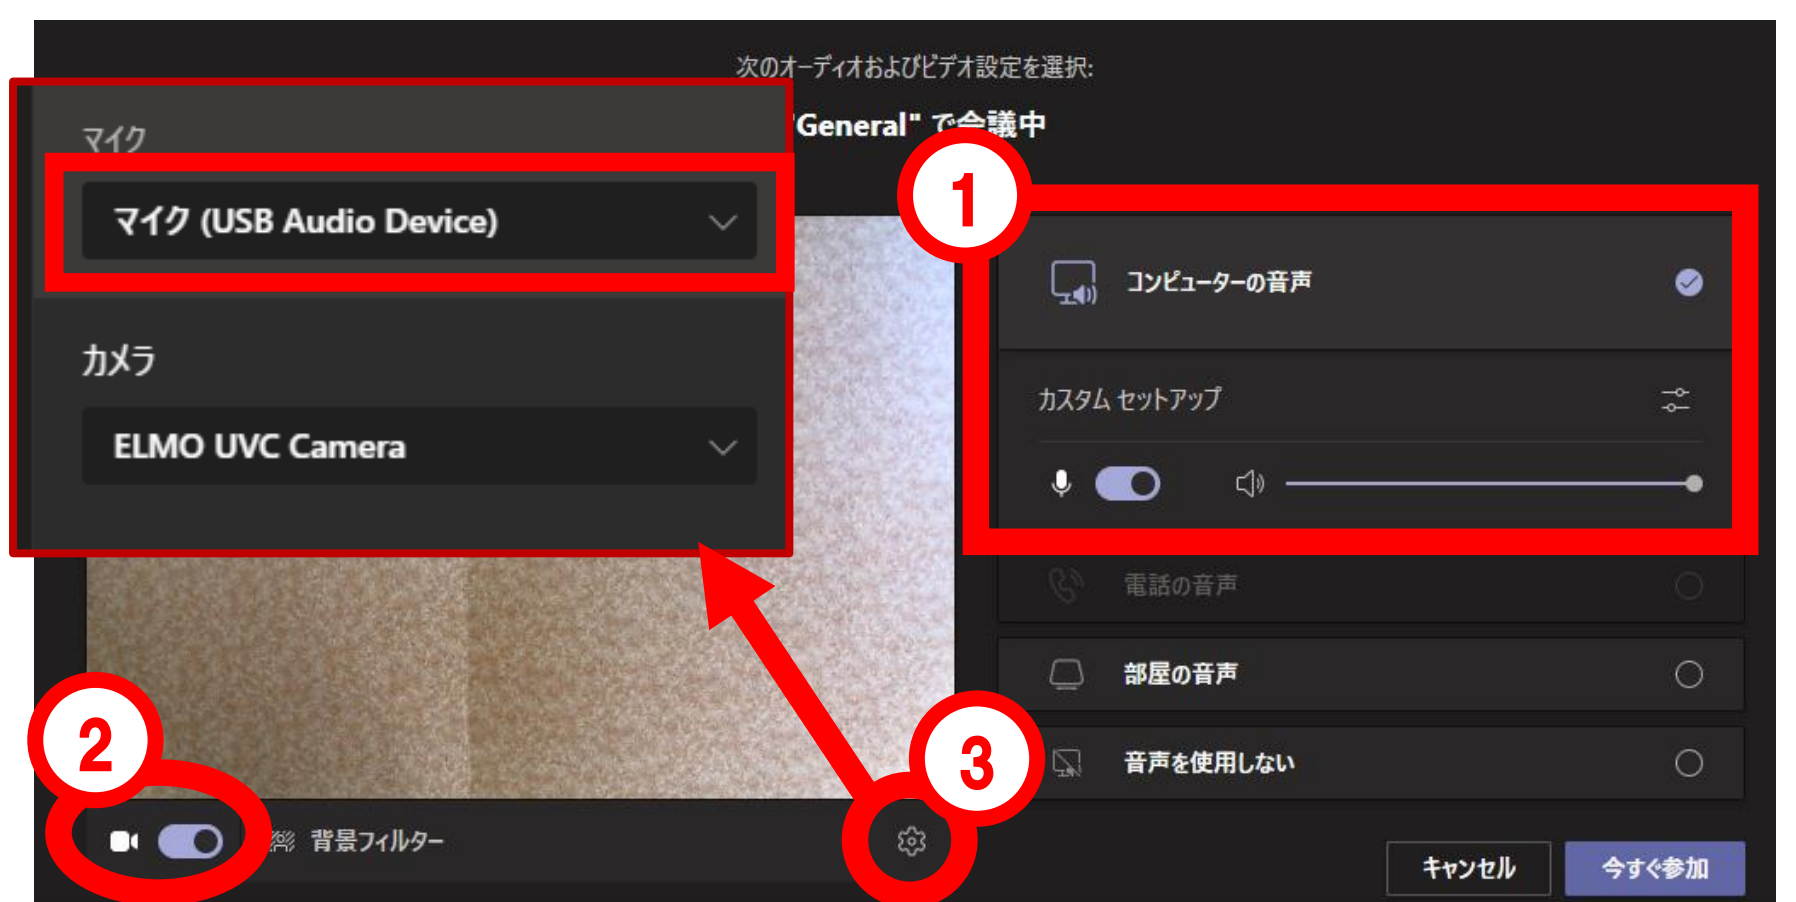 次のオーディオおよびビデオ設定を選択:
"General" で会議中
マイク
マイク (USB Audio Device)
カメラ
ELMO UVC Camera
1
コンピューターの音声
カスタム セットアップ
電話の音声
部屋の音声
音声を使用しない
2
3
背景フィルター
キャンセル
今すぐ参加